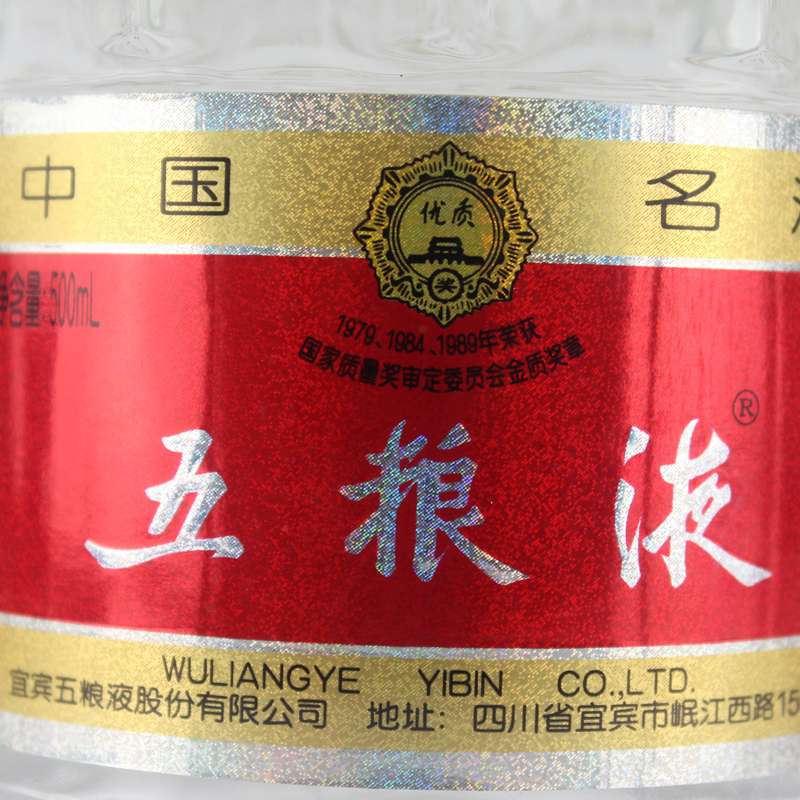 中国 名
优质
奖
净含量:500mL
1979、1984、1989年荣获
国家质量奖审定委员会金质奖章
五粮液®
WULIANGYE YIBIN CO.,LTD.
宜宾五粮液股份有限公司 地址: 四川省宜宾市岷江西路15